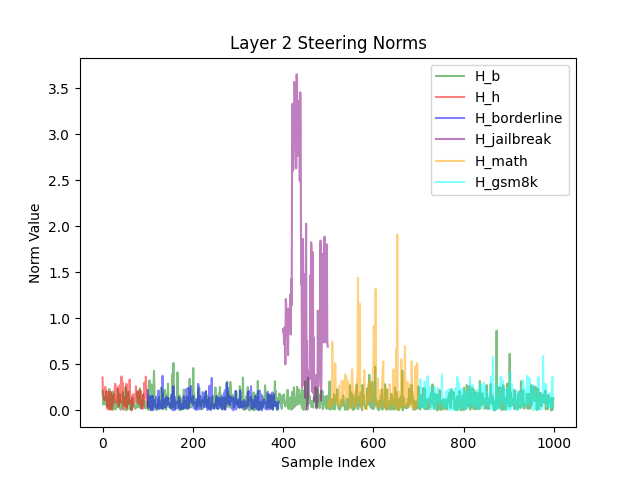 Layer 2 Steering Norms
Norm Value
3.5
3.0
2.5
2.0
1.5
1.0
0.5
0.0
H_b
H_h
H_borderline
H_jailbreak
H_math
H_gsm8k
0
200
400
600
800
1000
Sample Index